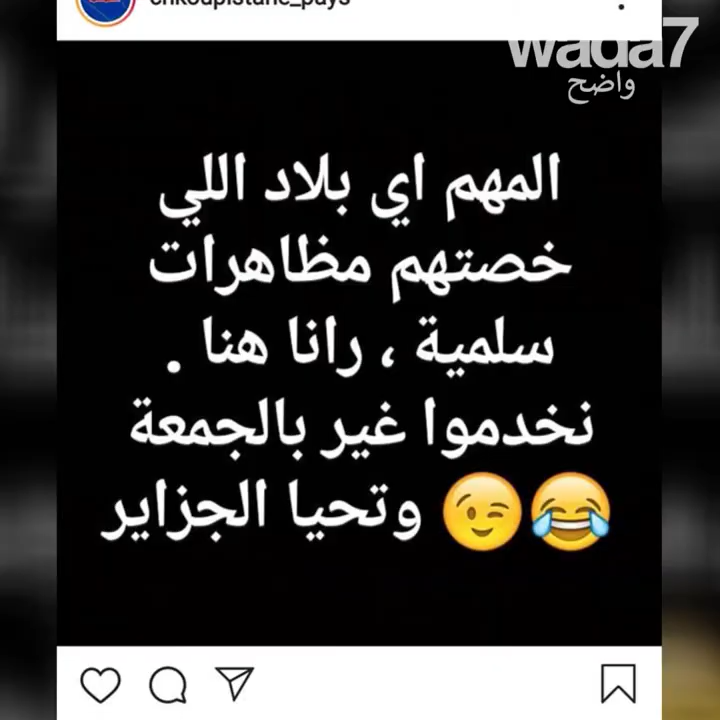 wada7
واضح
المهم اي بلاد اللي
خصتهم مظاهرات
سلمية ، رانا هنا .
نخدموا غير بالجمعة
😂😉 وتحيا الجزاير